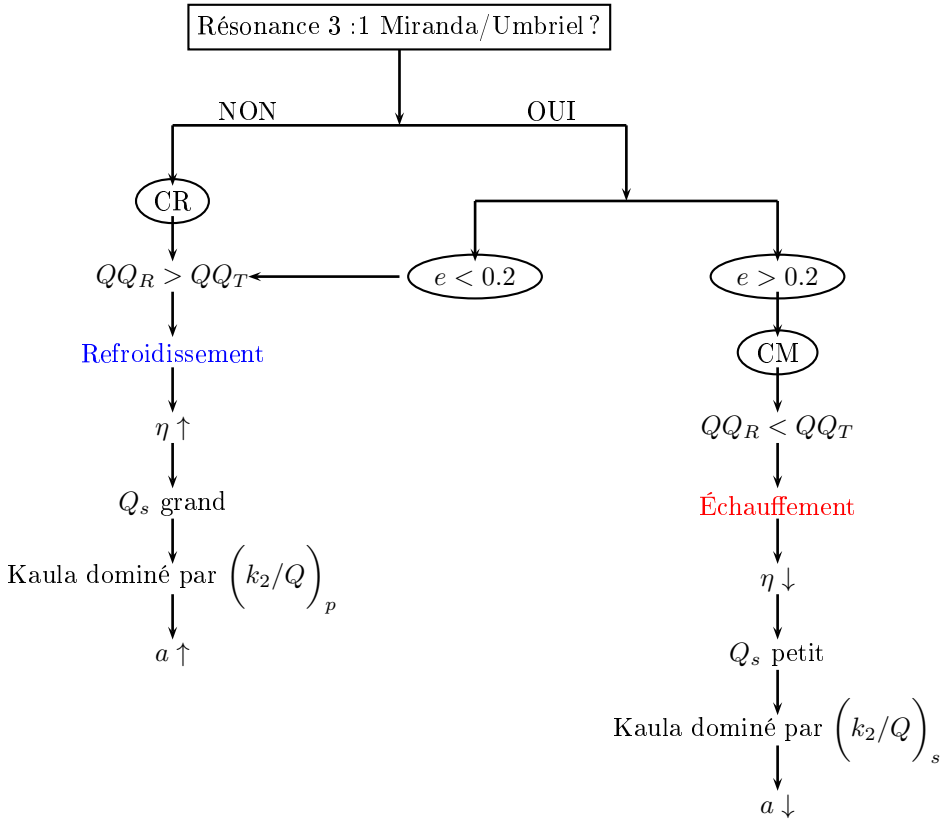 Résonance 3 :1 Miranda/Umbriel ?
NON
OUI
CR
QQ_R > QQ_T
e < 0.2
e > 0.2
Refroidissement
CM
η ↑
QQ_R < QQ_T
Q_s grand
Échauffement
Kaula dominé par (k_2/Q)_p
η ↓
a ↑
Q_s petit
Kaula dominé par (k_2/Q)_s
a ↓